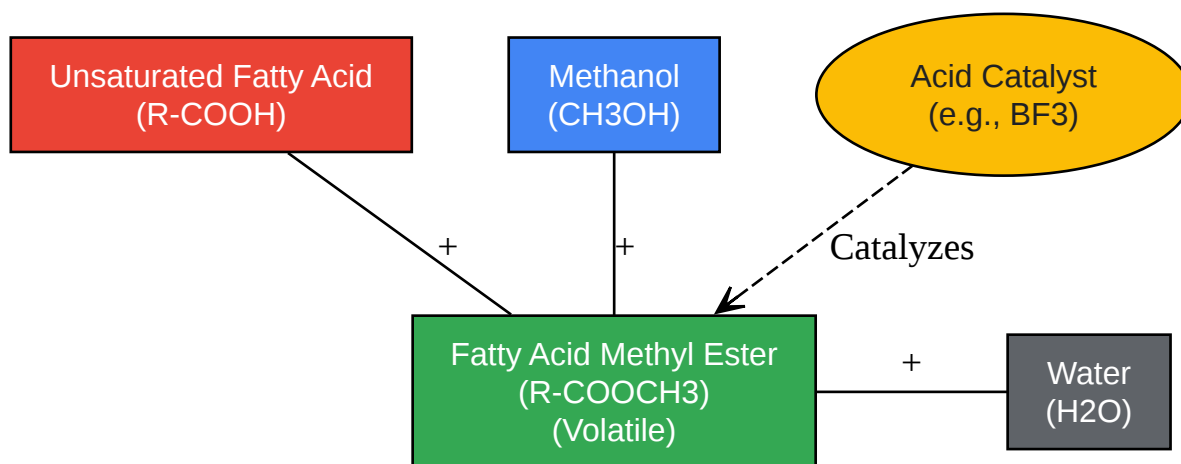 Unsaturated Fatty Acid
(R-COOH)
Methanol
(CH3OH)
Acid Catalyst
(e.g., BF3)
+
+
Catalyzes
Fatty Acid Methyl Ester
(R-COOCH3)
(Volatile)
+
Water
(H2O)